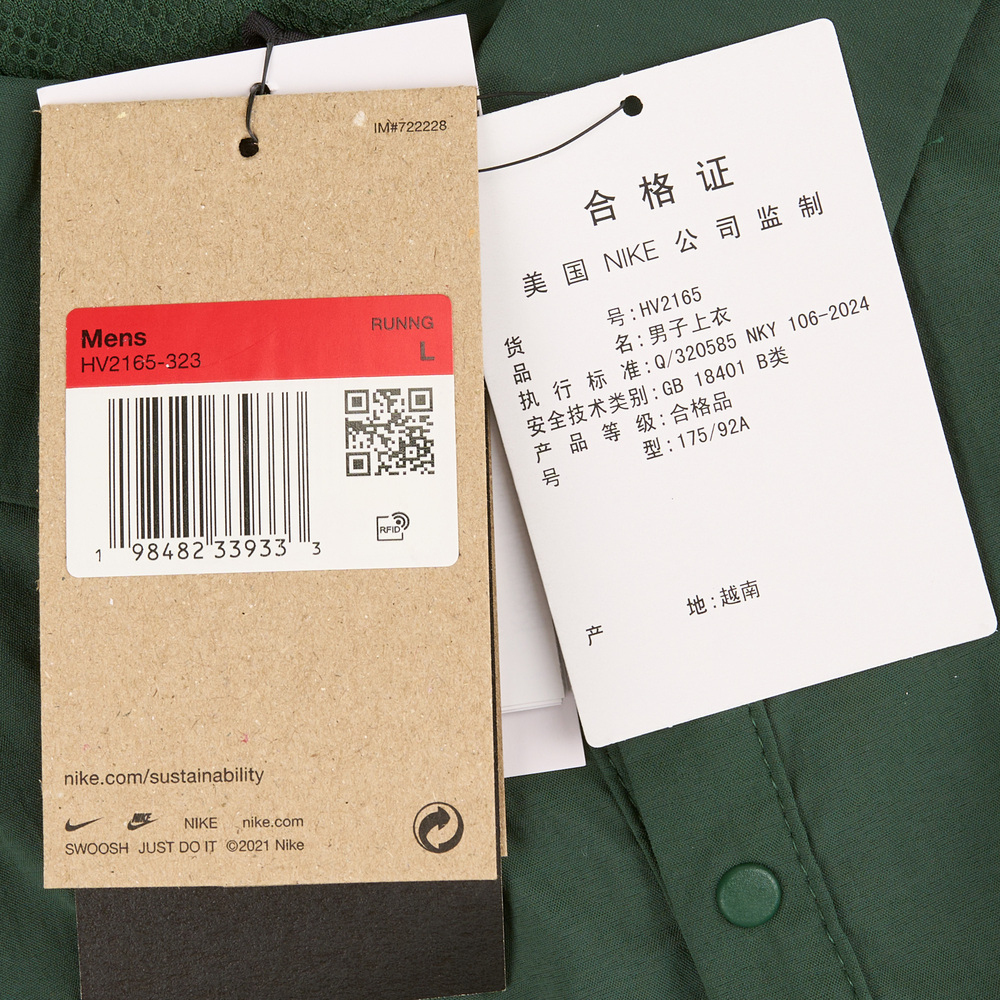 IM#722228
Mens
RUNNG
HV2165-323
L
1 98482 33933 3
RFID
nike.com/sustainability
NIKE nike.com
SWOOSH JUST DO IT ©2021 Nike
合格证
美国 NIKE 公司监制
货号:HV2165
品名:男子上衣
执行标准:Q/320585 NKY 106-2024
安全技术类别:GB 18401 B类
产品等级:合格品
号型:175/92A
产地:越南